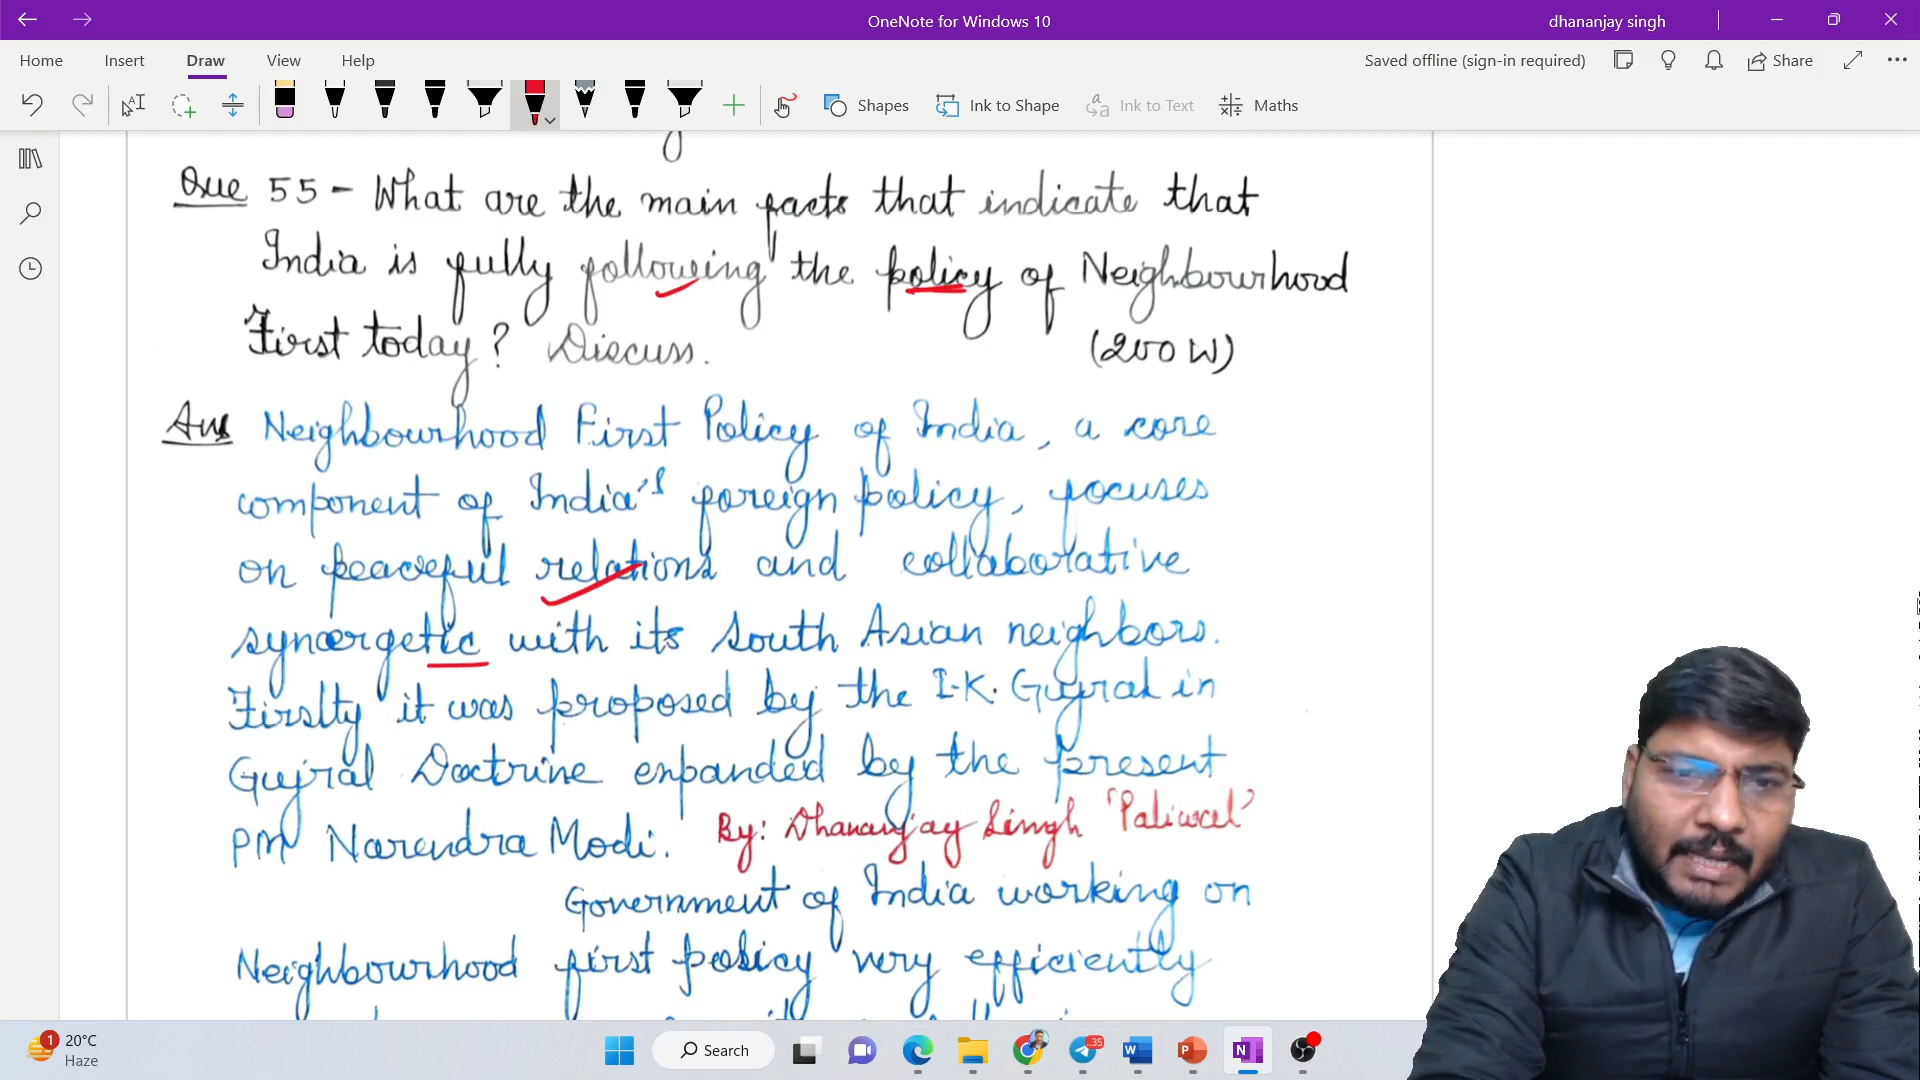 OneNote for Windows 10
dhananjay singh
Home Insert Draw View Help
Saved offline (sign-in required)
Share
Shapes
Ink to Shape
Ink to Text
Maths
Que 55 - What are the main facts that indicate that
India is fully following the policy of Neighbourhood
First today? Discuss. (200 W)
Ans Neighbourhood First Policy of India, a core
component of India's foreign policy, focuses
on peaceful relations and collaborative
synergetic with its South Asian neighbors.
Firslty it was proposed by the I.K. Gujral in
Gujral Doctrine expanded by the present
PM Narendra Modi. By: Dhananjay Singh 'Paliwal'
Government of India working on
Neighbourhood first policy very efficiently
1
20°C
Haze
Search
35